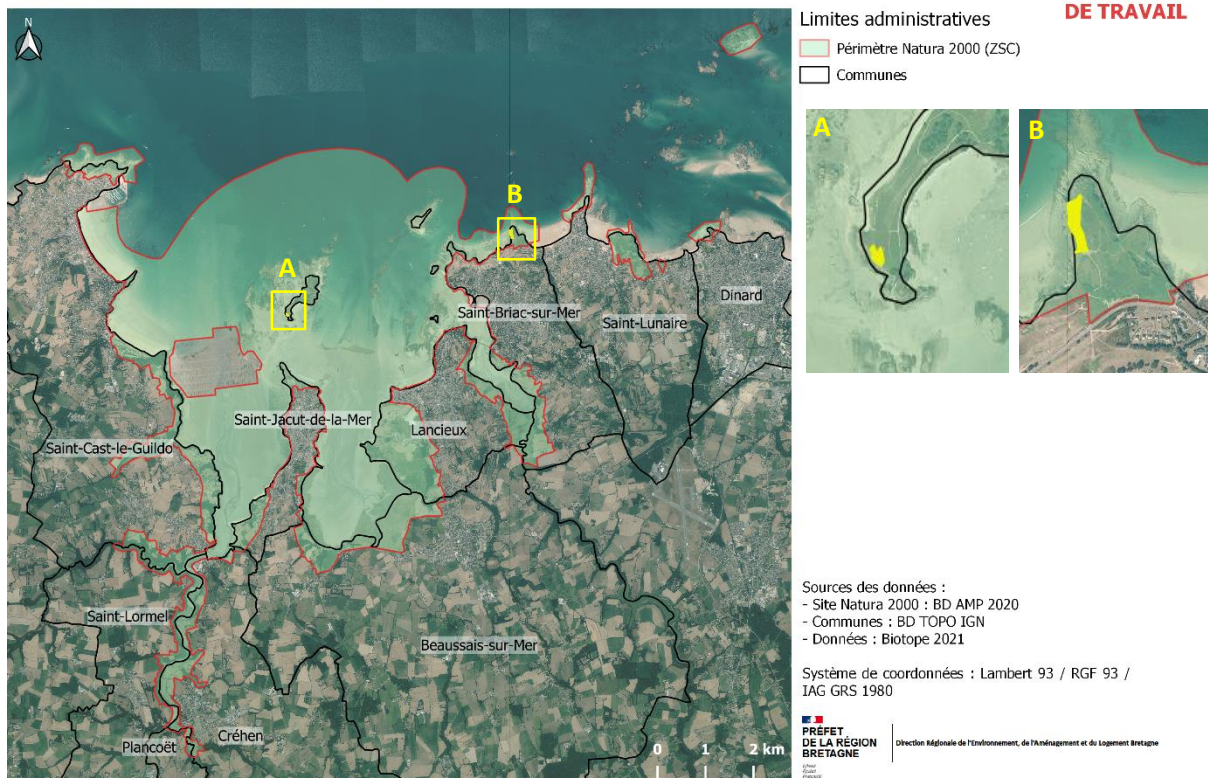 DE TRAVAIL
Limites administratives
Périmètre Natura 2000 (ZSC)
Communes
N
A
B
A
B
Dinard
Saint-Briac-sur-Mer
Saint-Lunaire
Saint-Jacut-de-la-Mer
Lancieux
Saint-Cast-le-Guildo
Saint-Lormel
Beaussais-sur-Mer
Créhen
Plancoët
0 1 2 km
Sources des données :
- Site Natura 2000 : BD AMP 2020
- Communes : BD TOPO IGN
- Données : Biotope 2021
Système de coordonnées : Lambert 93 / RGF 93 /
IAG GRS 1980
PRÉFET
DE LA RÉGION
BRETAGNE
Direction Régionale de l'Environnement, de l'Aménagement et du Logement Bretagne